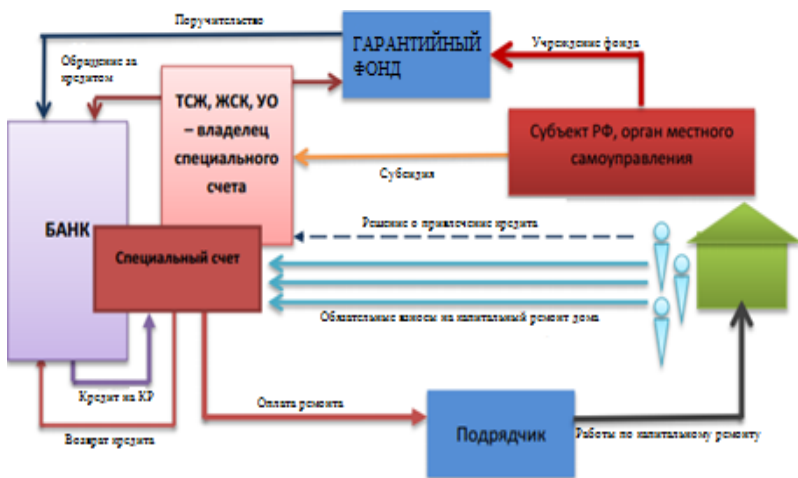 Поручительство
ГАРАНТИЙНЫЙ
ФОНД
Учреждение фонда
Обращение за
кредитом
ТСЖ, ЖСК, УО
– владелец
специального
счета
Субъект РФ, орган местного
самоуправления
Субсидия
БАНК
Решение о привлечение кредита
Специальный счет
Обязательные взносы на капитальный ремонт дома
Кредит на КР
Оплата ремонта
Возврат кредита
Подрядчик
Работы по капитальному ремонту